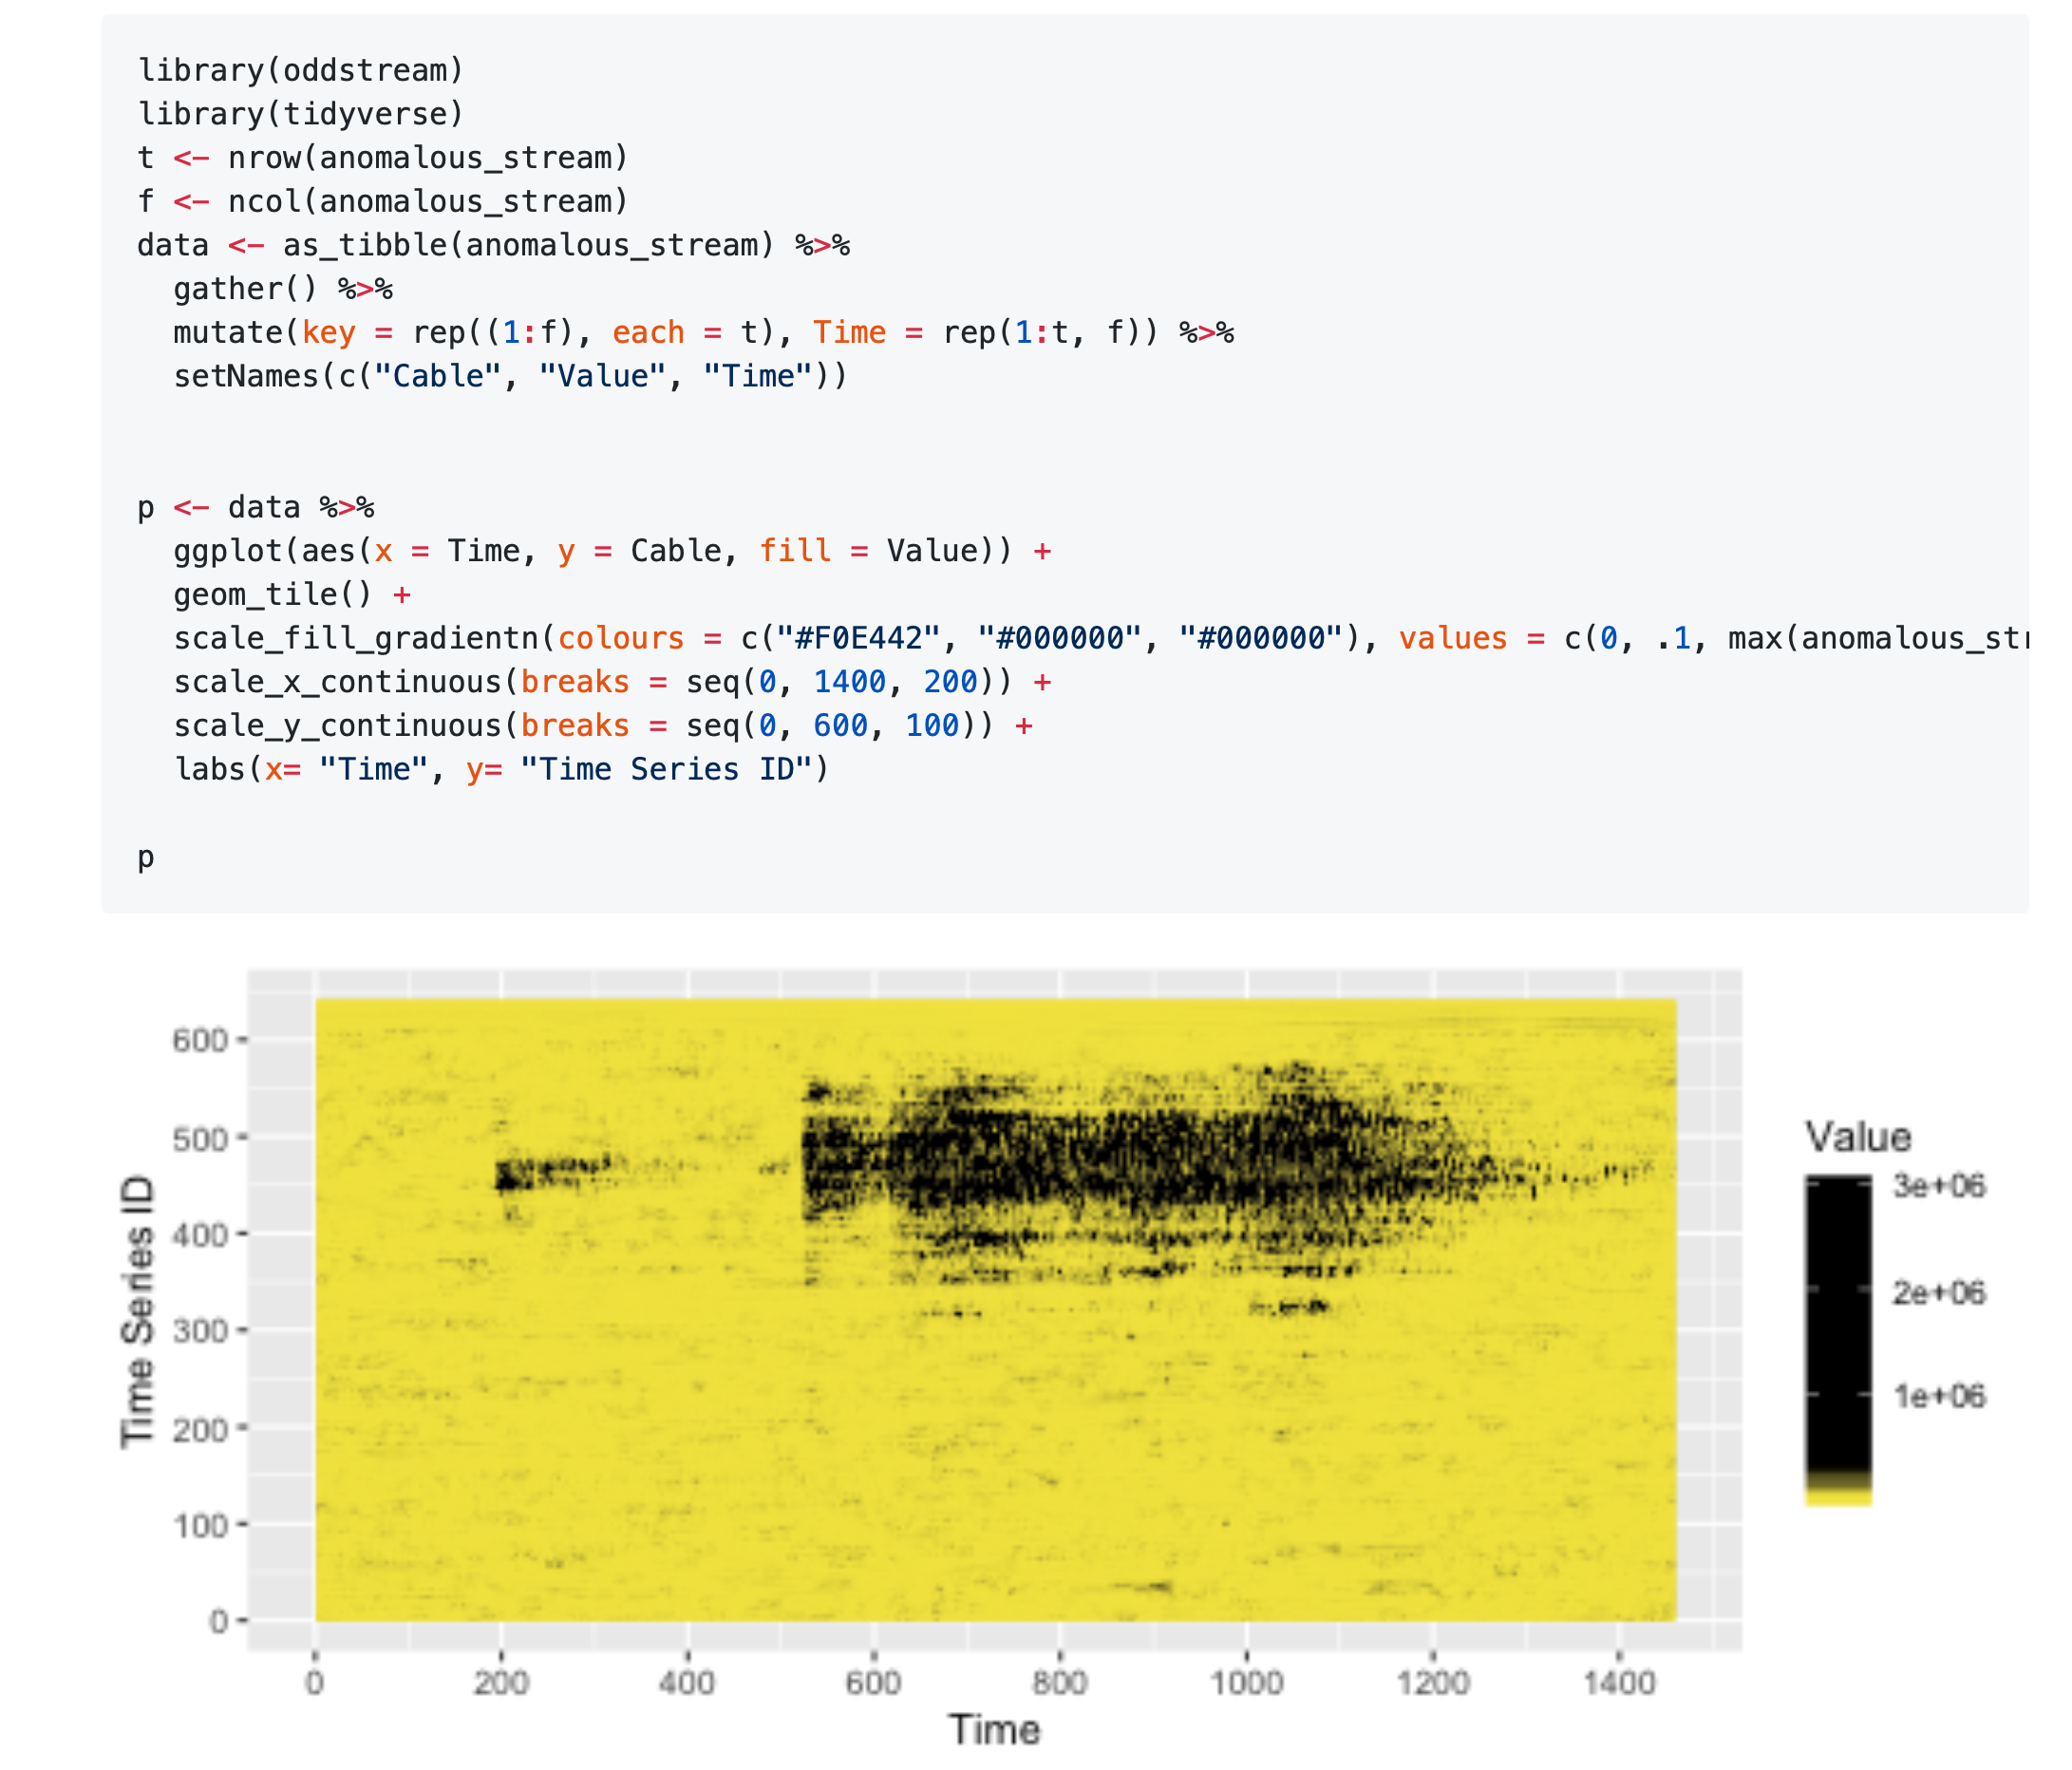 library(oddstream)
library(tidyverse)
t <- nrow(anomalous_stream)
f <- ncol(anomalous_stream)
data <- as_tibble(anomalous_stream) %>%
  gather() %>%
  mutate(key = rep((1:f), each = t), Time = rep(1:t, f)) %>%
  setNames(c("Cable", "Value", "Time"))
p <- data %>%
  ggplot(aes(x = Time, y = Cable, fill = Value)) +
  geom_tile() +
  scale_fill_gradientn(colours = c("#F0E442", "#000000", "#000000"), values = c(0, .1, max(anomalous_str
  scale_x_continuous(breaks = seq(0, 1400, 200)) +
  scale_y_continuous(breaks = seq(0, 600, 100)) +
  labs(x= "Time", y= "Time Series ID")
p
Time Series ID
600
500
400
300
200
100
0
0 200 400 600 800 1000 1200 1400
Time
Value
3e+06
2e+06
1e+06